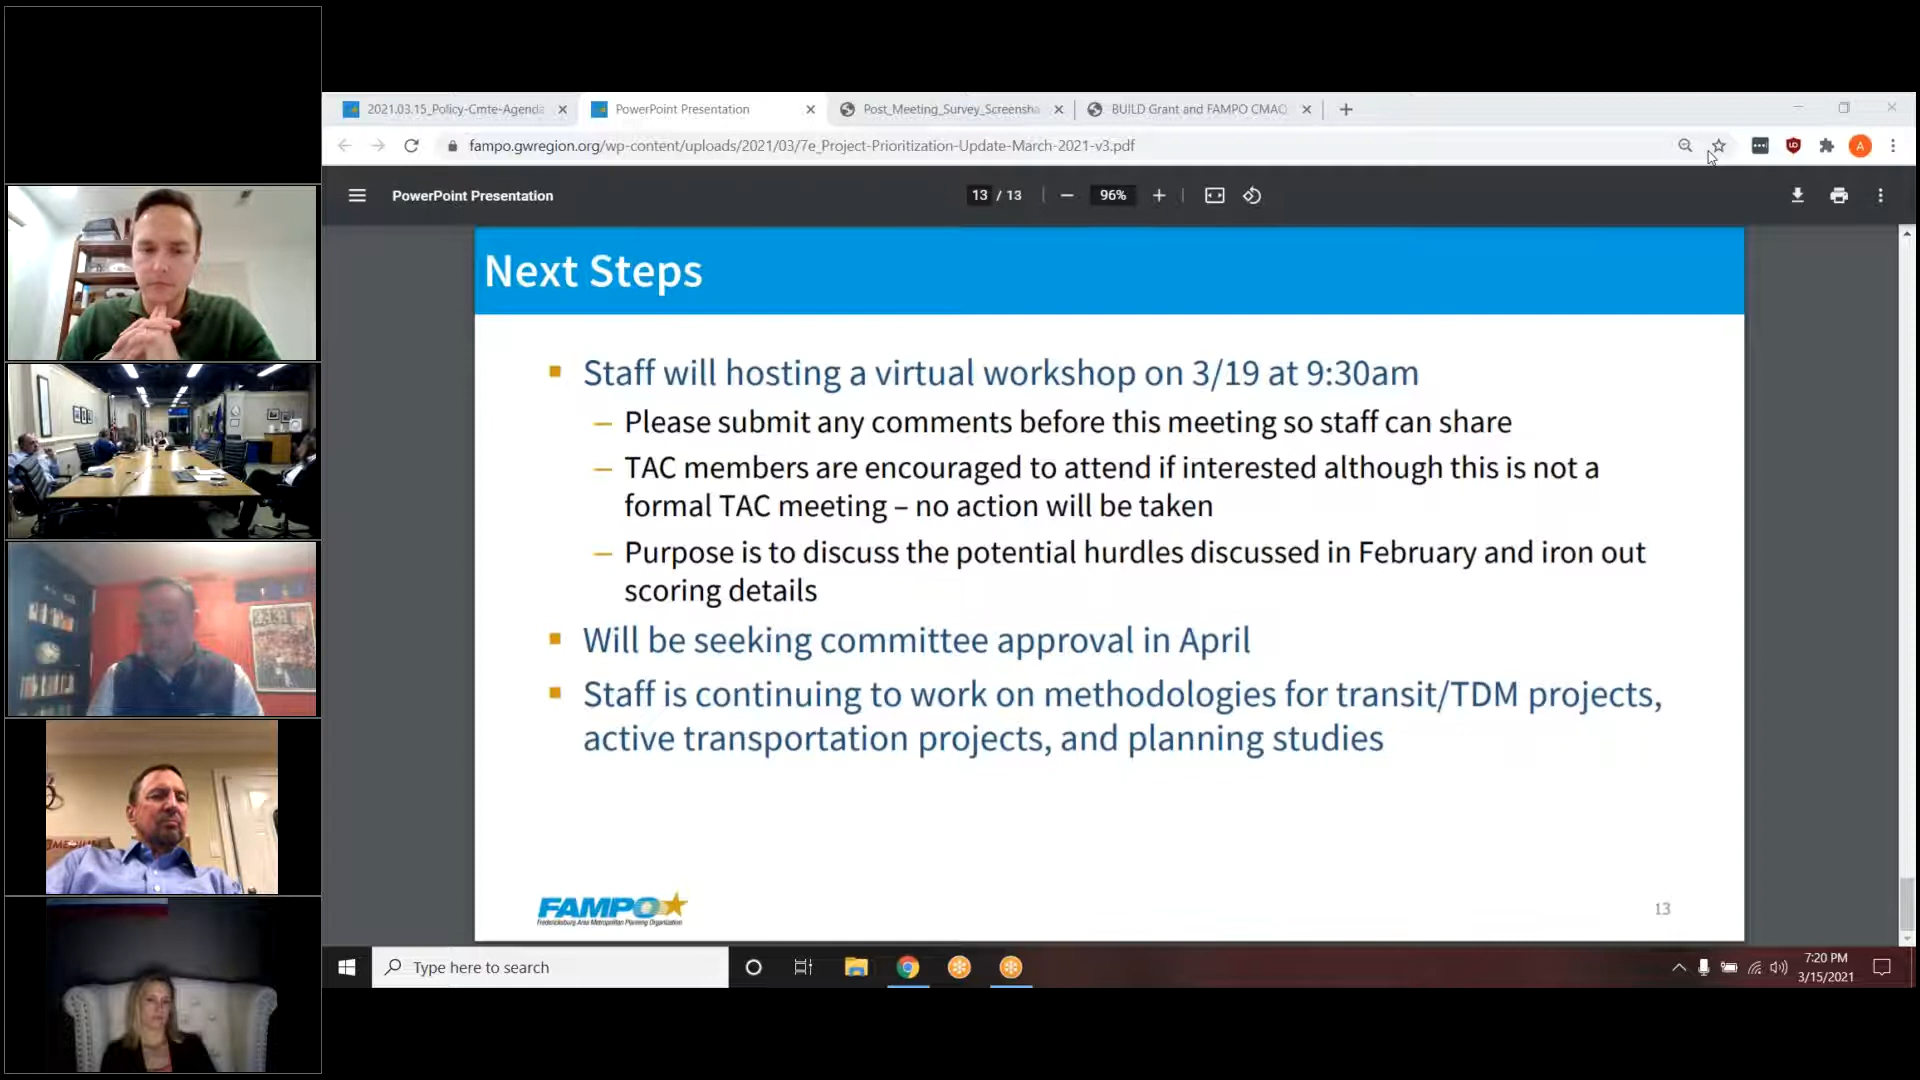 2021.03.15_Policy-Cmte-Agenda
PowerPoint Presentation
Post_Meeting_Survey_Screensha
BUILD Grant and FAMPO CMAQ
fampo.gwregion.org/wp-content/uploads/2021/03/7e_Project-Prioritization-Update-March-2021-v3.pdf
A
PowerPoint Presentation
13 / 13
96%
Next Steps
Staff will hosting a virtual workshop on 3/19 at 9:30am
– Please submit any comments before this meeting so staff can share
– TAC members are encouraged to attend if interested although this is not a
formal TAC meeting – no action will be taken
– Purpose is to discuss the potential hurdles discussed in February and iron out
scoring details
Will be seeking committee approval in April
Staff is continuing to work on methodologies for transit/TDM projects,
active transportation projects, and planning studies
FAMPO
Fredericksburg Area Metropolitan Planning Organization
13
Type here to search
7:20 PM
3/15/2021